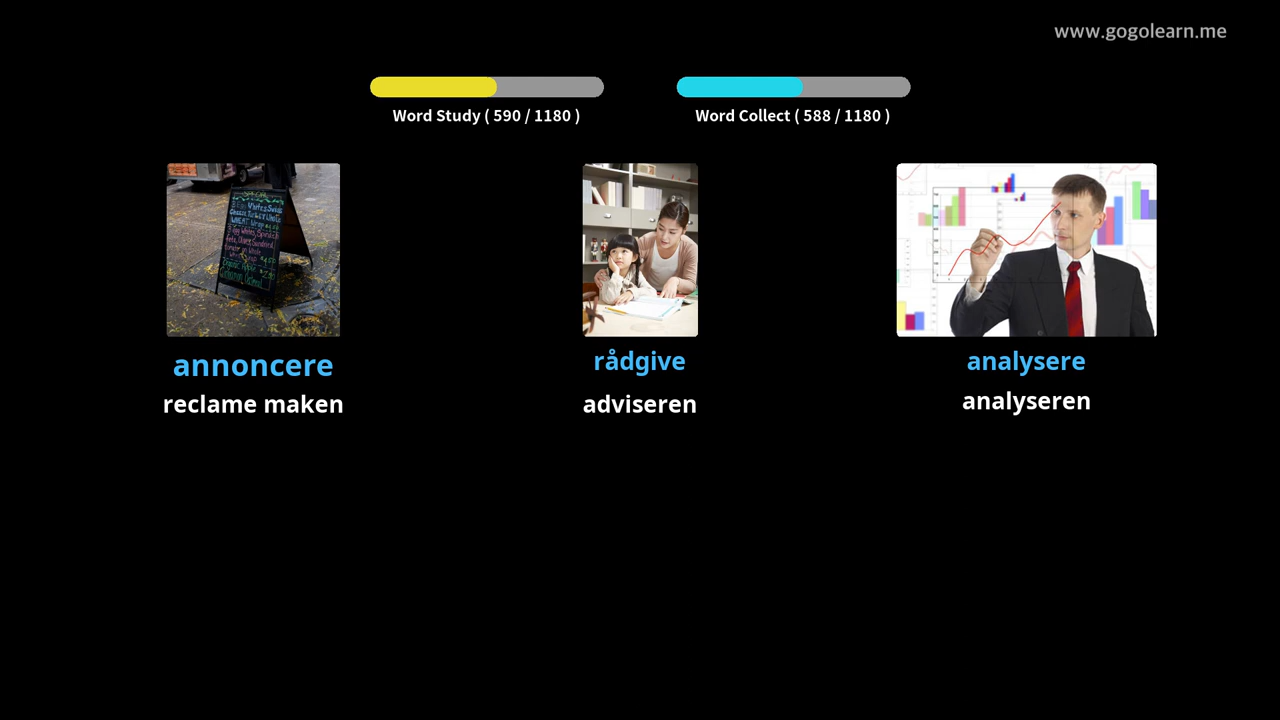 www.gogolearn.me
Word Study ( 590 / 1180 )
Word Collect ( 588 / 1180 )
annoncere
reclame maken
rådgive
adviseren
analysere
analyseren